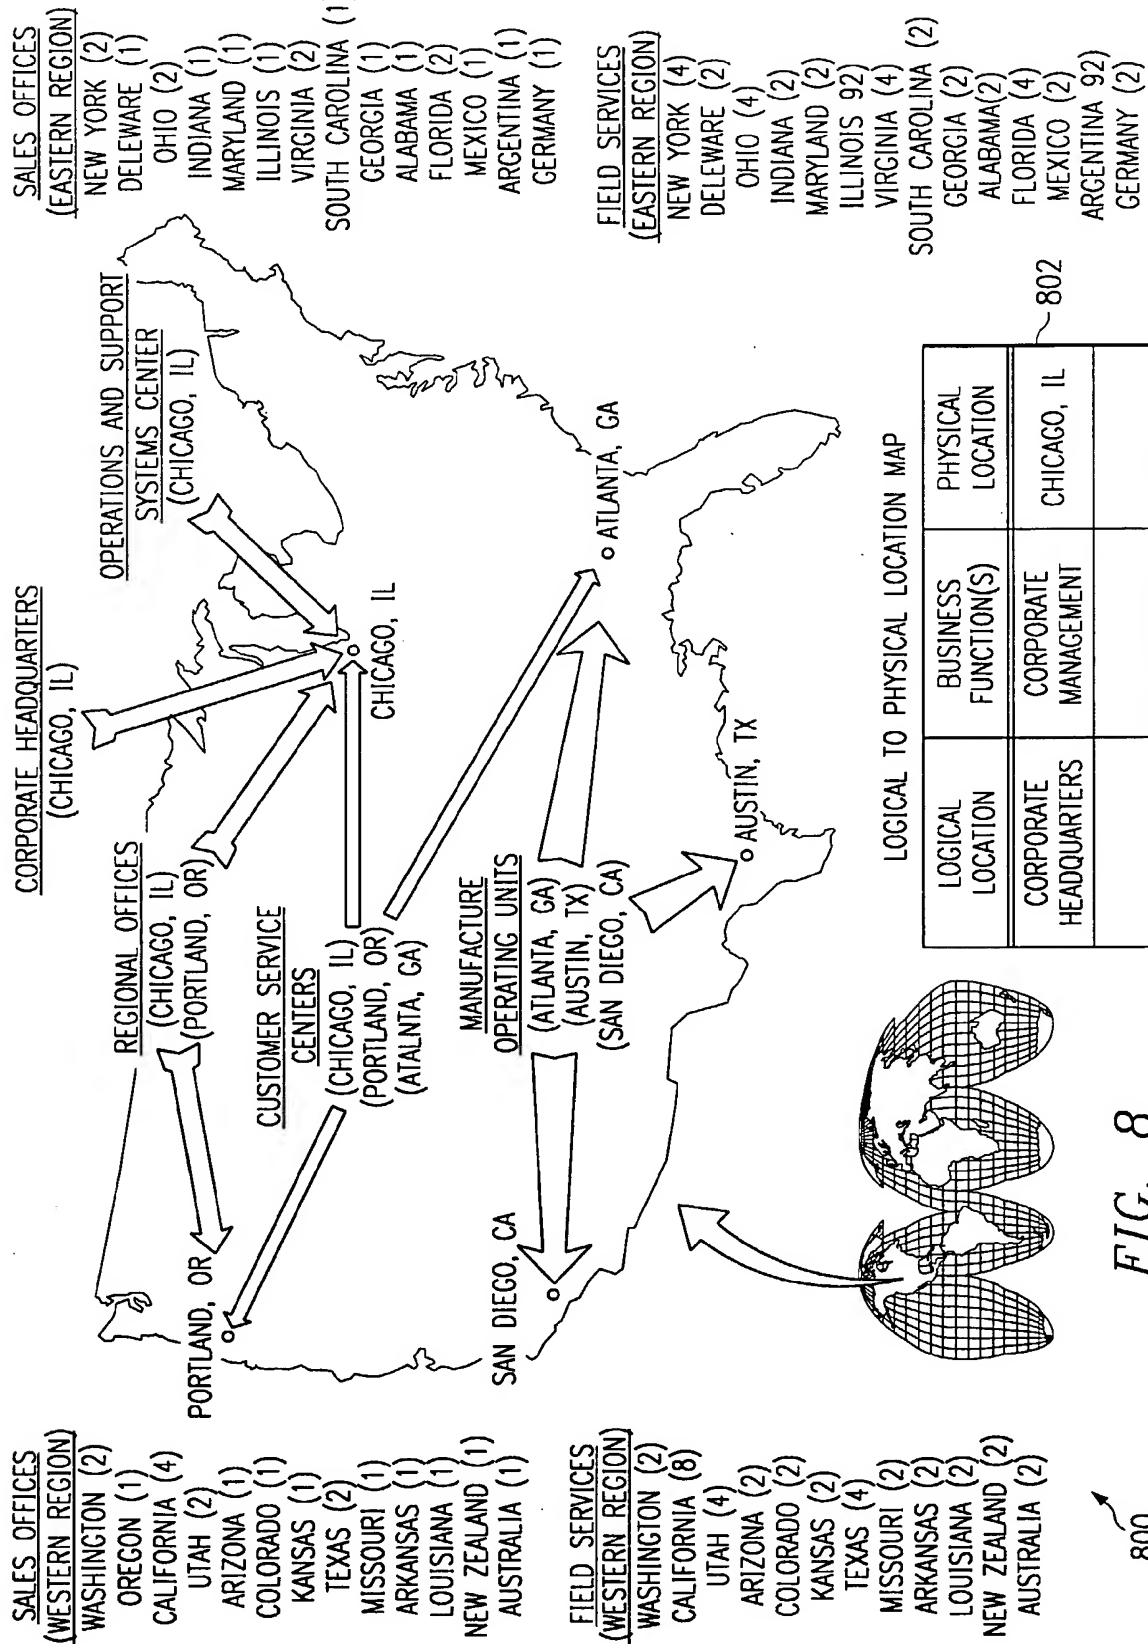 SALES OFFICES
(WESTERN REGION)
WASHINGTON (2)
OREGON (1)
CALIFORNIA (4)
UTAH (2)
ARIZONA (1)
COLORADO (1)
KANSAS (1)
TEXAS (2)
MISSOURI (1)
ARKANSAS (1)
LOUISIANA (1)
NEW ZEALAND (1)
AUSTRALIA (1)
FIELD SERVICES
(WESTERN REGION)
WASHINGTON (2)
CALIFORNIA (8)
UTAH (4)
ARIZONA (2)
COLORADO (2)
KANSAS (2)
TEXAS (4)
MISSOURI (2)
ARKANSAS (2)
LOUISIANA (2)
NEW ZEALAND (2)
AUSTRALIA (2)
800
CORPORATE HEADQUARTERS
(CHICAGO, IL)
OPERATIONS AND SUPPORT
SYSTEMS CENTER
(CHICAGO, IL)
REGIONAL OFFICES
(CHICAGO, IL)
(PORTLAND, OR)
PORTLAND, OR
CHICAGO, IL
CUSTOMER SERVICE
CENTERS
(CHICAGO, IL)
(PORTLAND, OR)
(ATALNTA, GA)
MANUFACTURE
OPERATING UNITS
(ATLANTA, GA)
(AUSTIN, TX)
(SAN DIEGO, CA)
SAN DIEGO, CA
ATLANTA, GA
AUSTIN, TX
SALES OFFICES
(EASTERN REGION)
NEW YORK (2)
DELEWARE (1)
OHIO (2)
INDIANA (1)
MARYLAND (1)
ILLINOIS (1)
VIRGINIA (2)
SOUTH CAROLINA (1
GEORGIA (1)
ALABAMA (1)
FLORIDA (2)
MEXICO (1)
ARGENTINA (1)
GERMANY (1)
FIELD SERVICES
(EASTERN REGION)
NEW YORK (4)
DELEWARE (2)
OHIO (4)
INDIANA (2)
MARYLAND (2)
ILLINOIS 92)
VIRGINIA (4)
SOUTH CAROLINA (2)
GEORGIA (2)
ALABAMA(2)
FLORIDA (4)
MEXICO (2)
ARGENTINA 92)
GERMANY (2)
LOGICAL TO PHYSICAL LOCATION MAP
LOGICAL LOCATION
BUSINESS FUNCTION(S)
PHYSICAL LOCATION
CORPORATE HEADQUARTERS
CORPORATE MANAGEMENT
CHICAGO, IL
802
FIG. 8